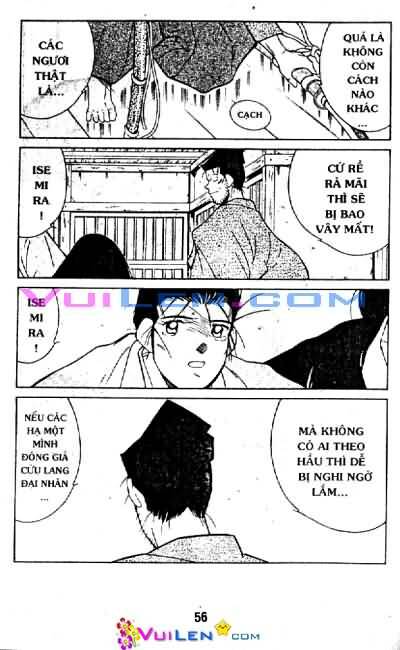 QUẢ LÀ
KHÔNG
CÒN
CÁCH
NÀO
KHÁC ...
CÁC
NGƯƠI
THẬT
LÀ...
CẠCH
CỨ RỀ
RÀ MÃI
THÌ SẼ
BỊ BAO
VÂY MẤT!
ISE
MI
RA
!
ISE
MI
RA
!
VUILEN.COM
MÀ KHÔNG
CÓ AI THEO
HẦU THÌ DỄ
BỊ NGHI NGỜ
LẮM...
NẾU CÁC
HẠ MỘT
MÌNH
ĐÓNG GIẢ
CỬU LANG
ĐẠI NHÂN
...
56
VUILEN.COM